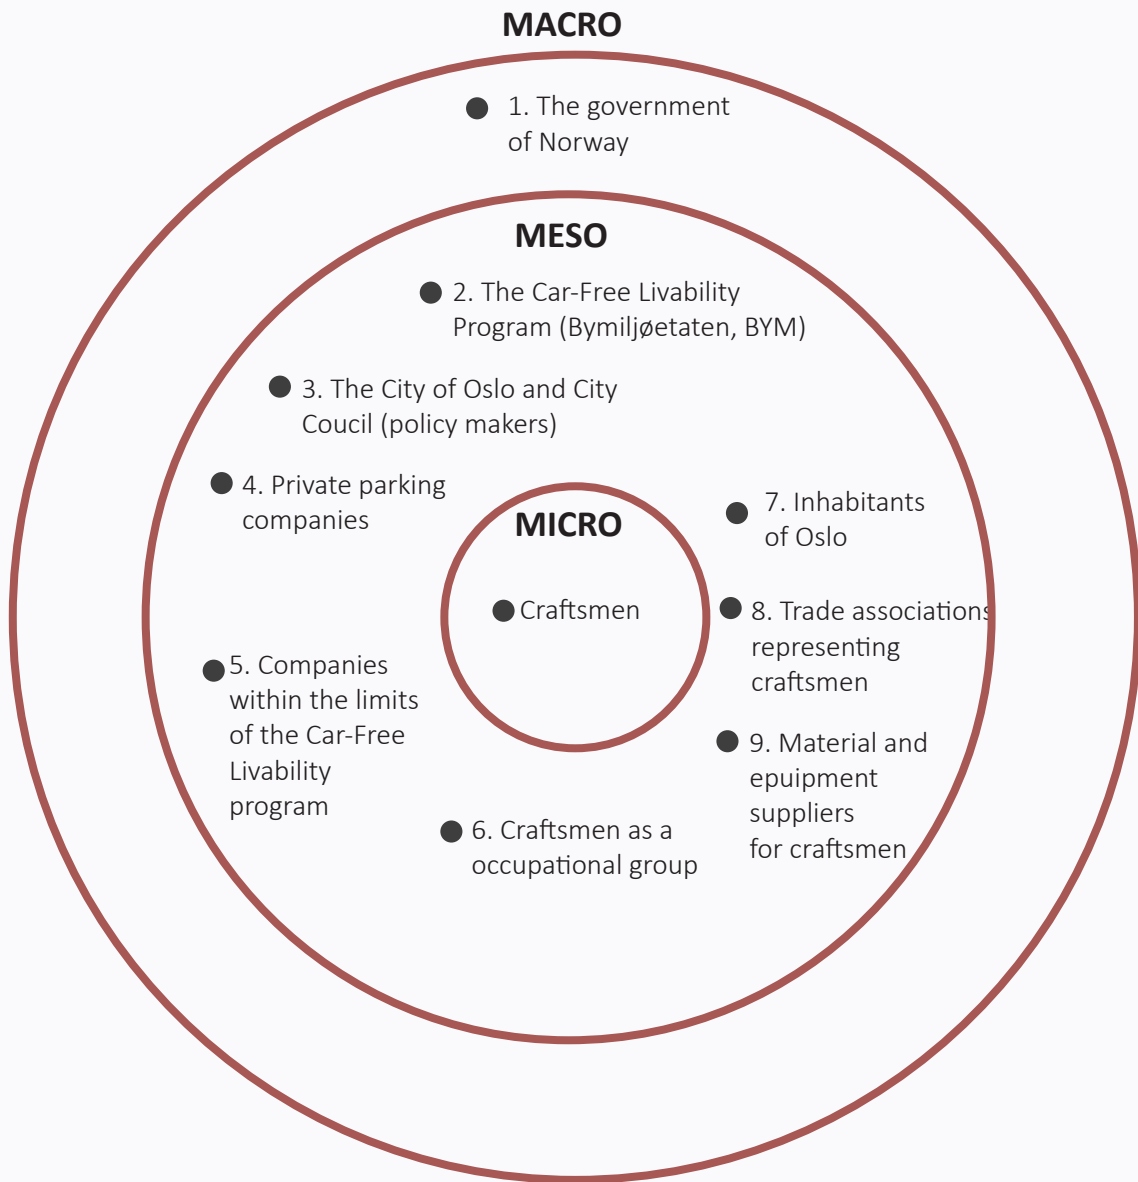 MACRO
1. The government
of Norway
MESO
2. The Car-Free Livability
Program (Bymiljøetaten, BYM)
3. The City of Oslo and City
Coucil (policy makers)
4. Private parking
companies
MICRO
Craftsmen
5. Companies
within the limits
of the Car-Free
Livability
program
6. Craftsmen as a
occupational group
7. Inhabitants
of Oslo
8. Trade associations
representing
craftsmen
9. Material and
epuipment
suppliers
for craftsmen